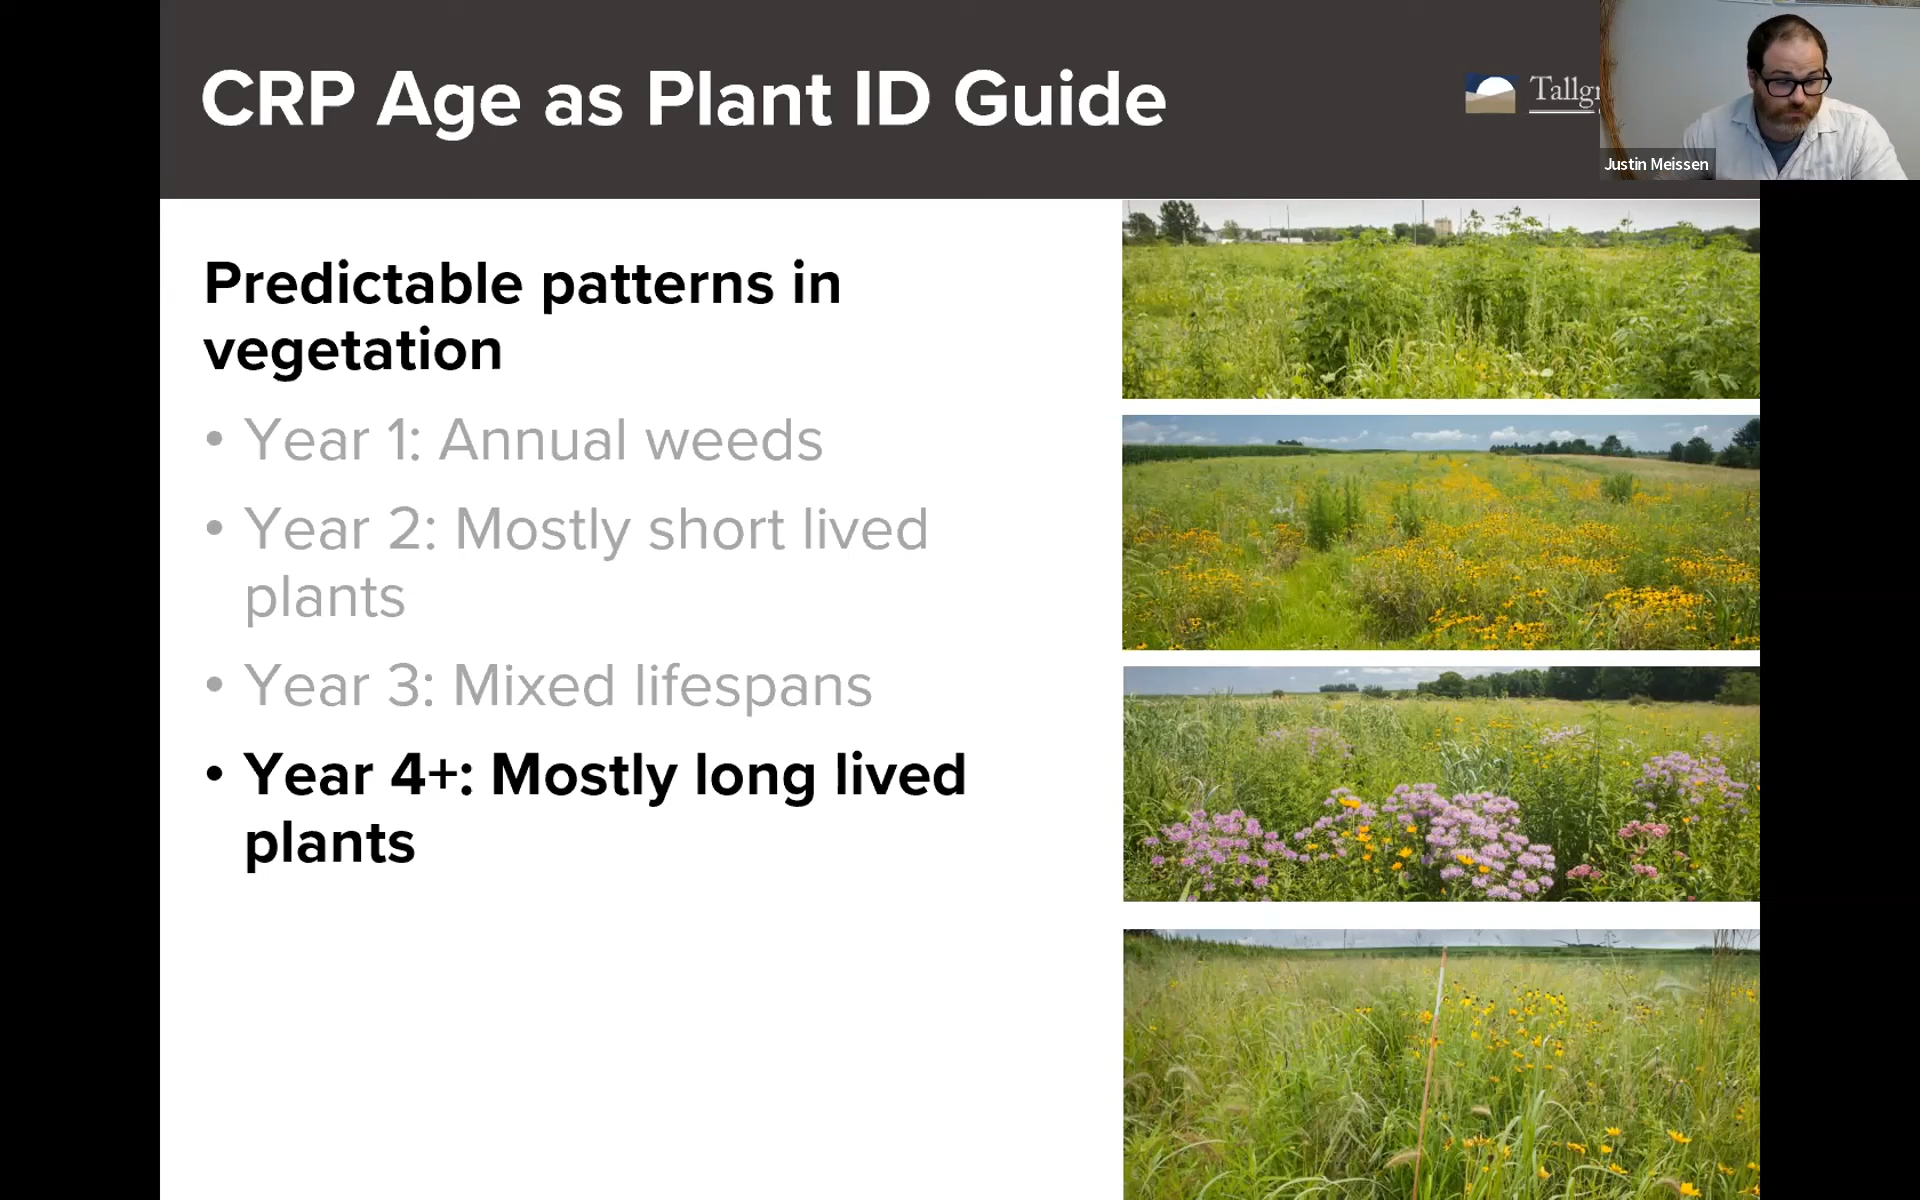 CRP Age as Plant ID Guide
Justin Meissen
Predictable patterns in
vegetation
• Year 1: Annual weeds
• Year 2: Mostly short lived
plants
• Year 3: Mixed lifespans
• Year 4+: Mostly long lived
plants